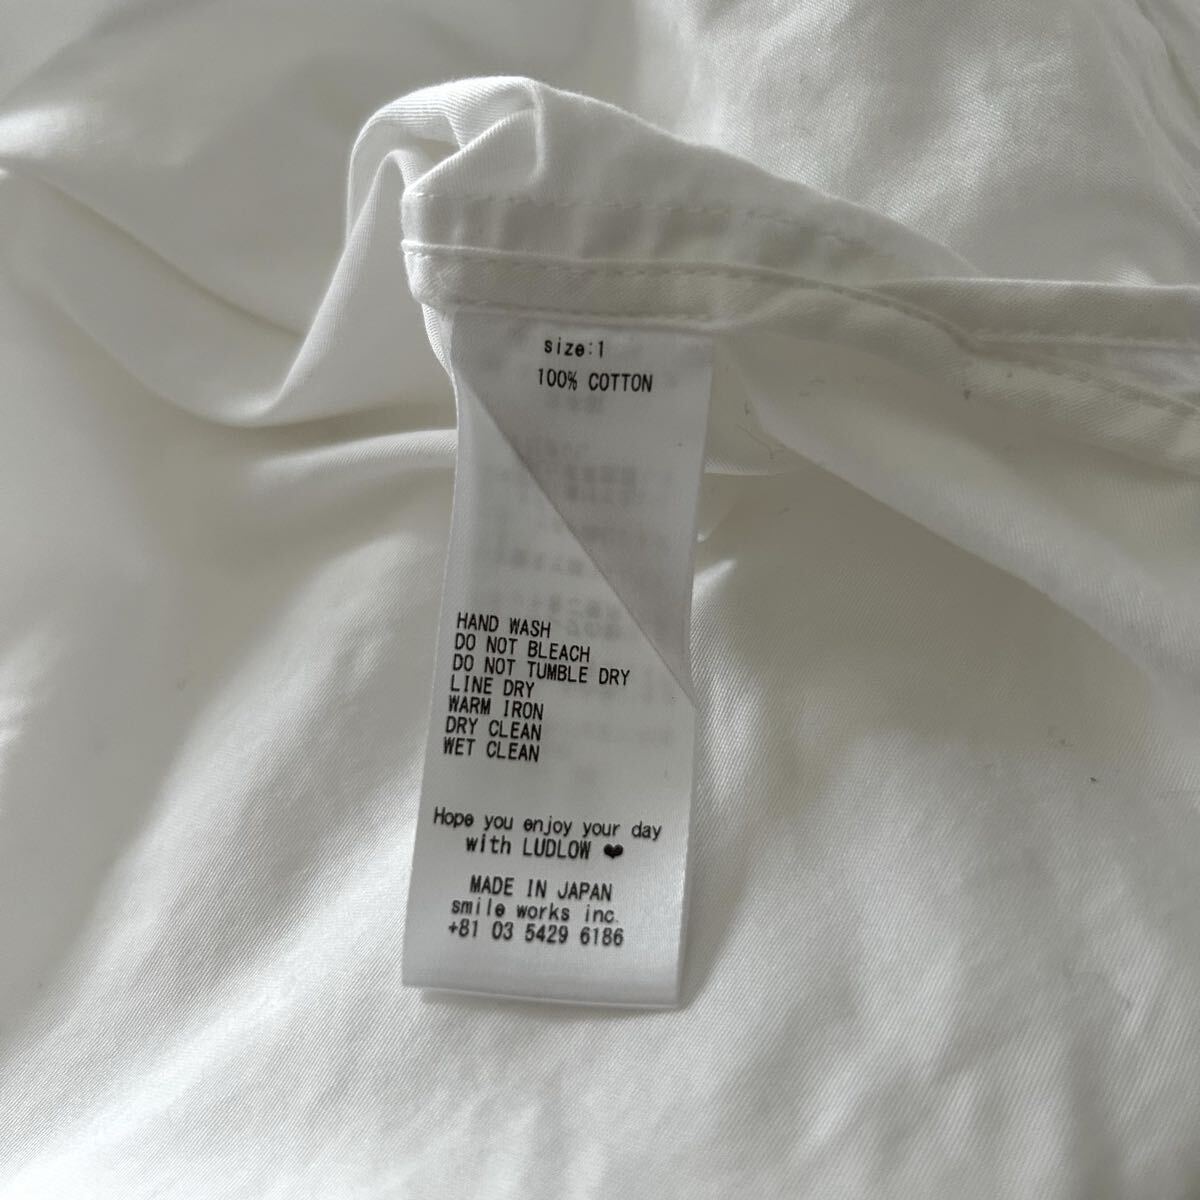 size:1
100% COTTON
HAND WASH
DO NOT BLEACH
DO NOT TUMBLE DRY
LINE DRY
WARM IRON
DRY CLEAN
WET CLEAN
Hope you enjoy your day
with LUDLOW ❤
MADE IN JAPAN
smile works inc.
+81 03 5429 6186